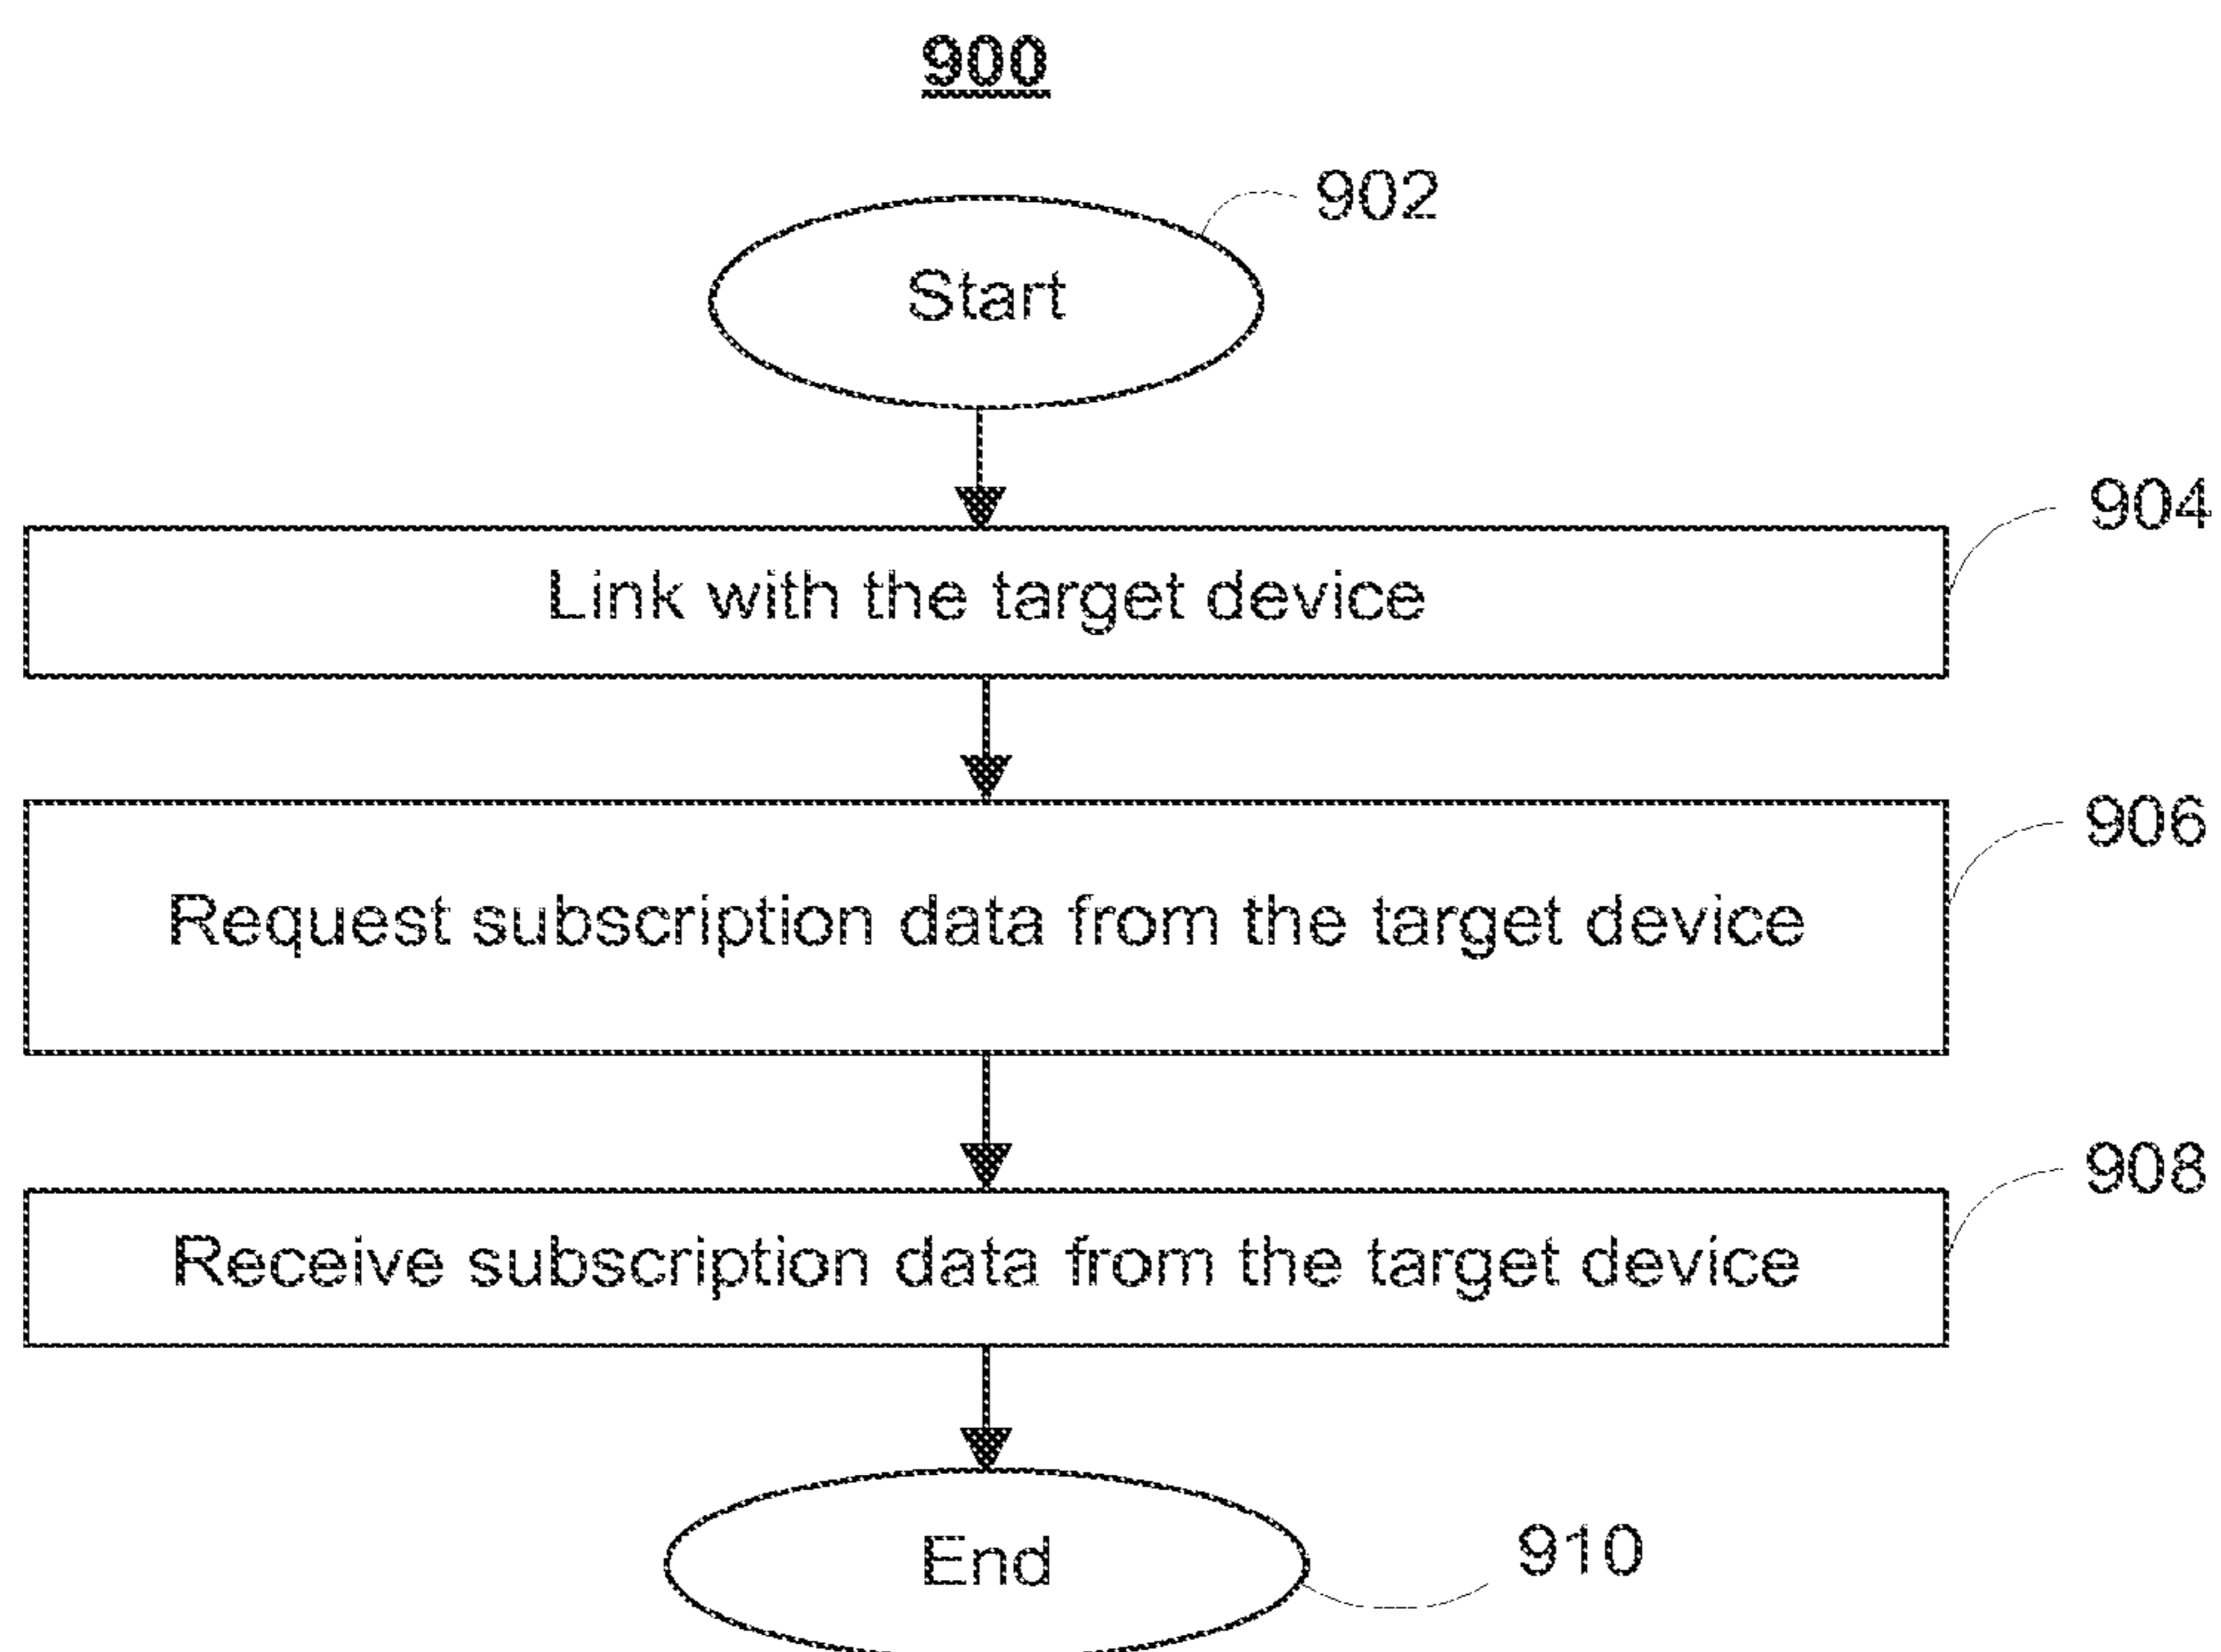 900
902
Start
904
Link with the target device
906
Request subscription data from the target device
908
Receive subscription data from the target device
End
910